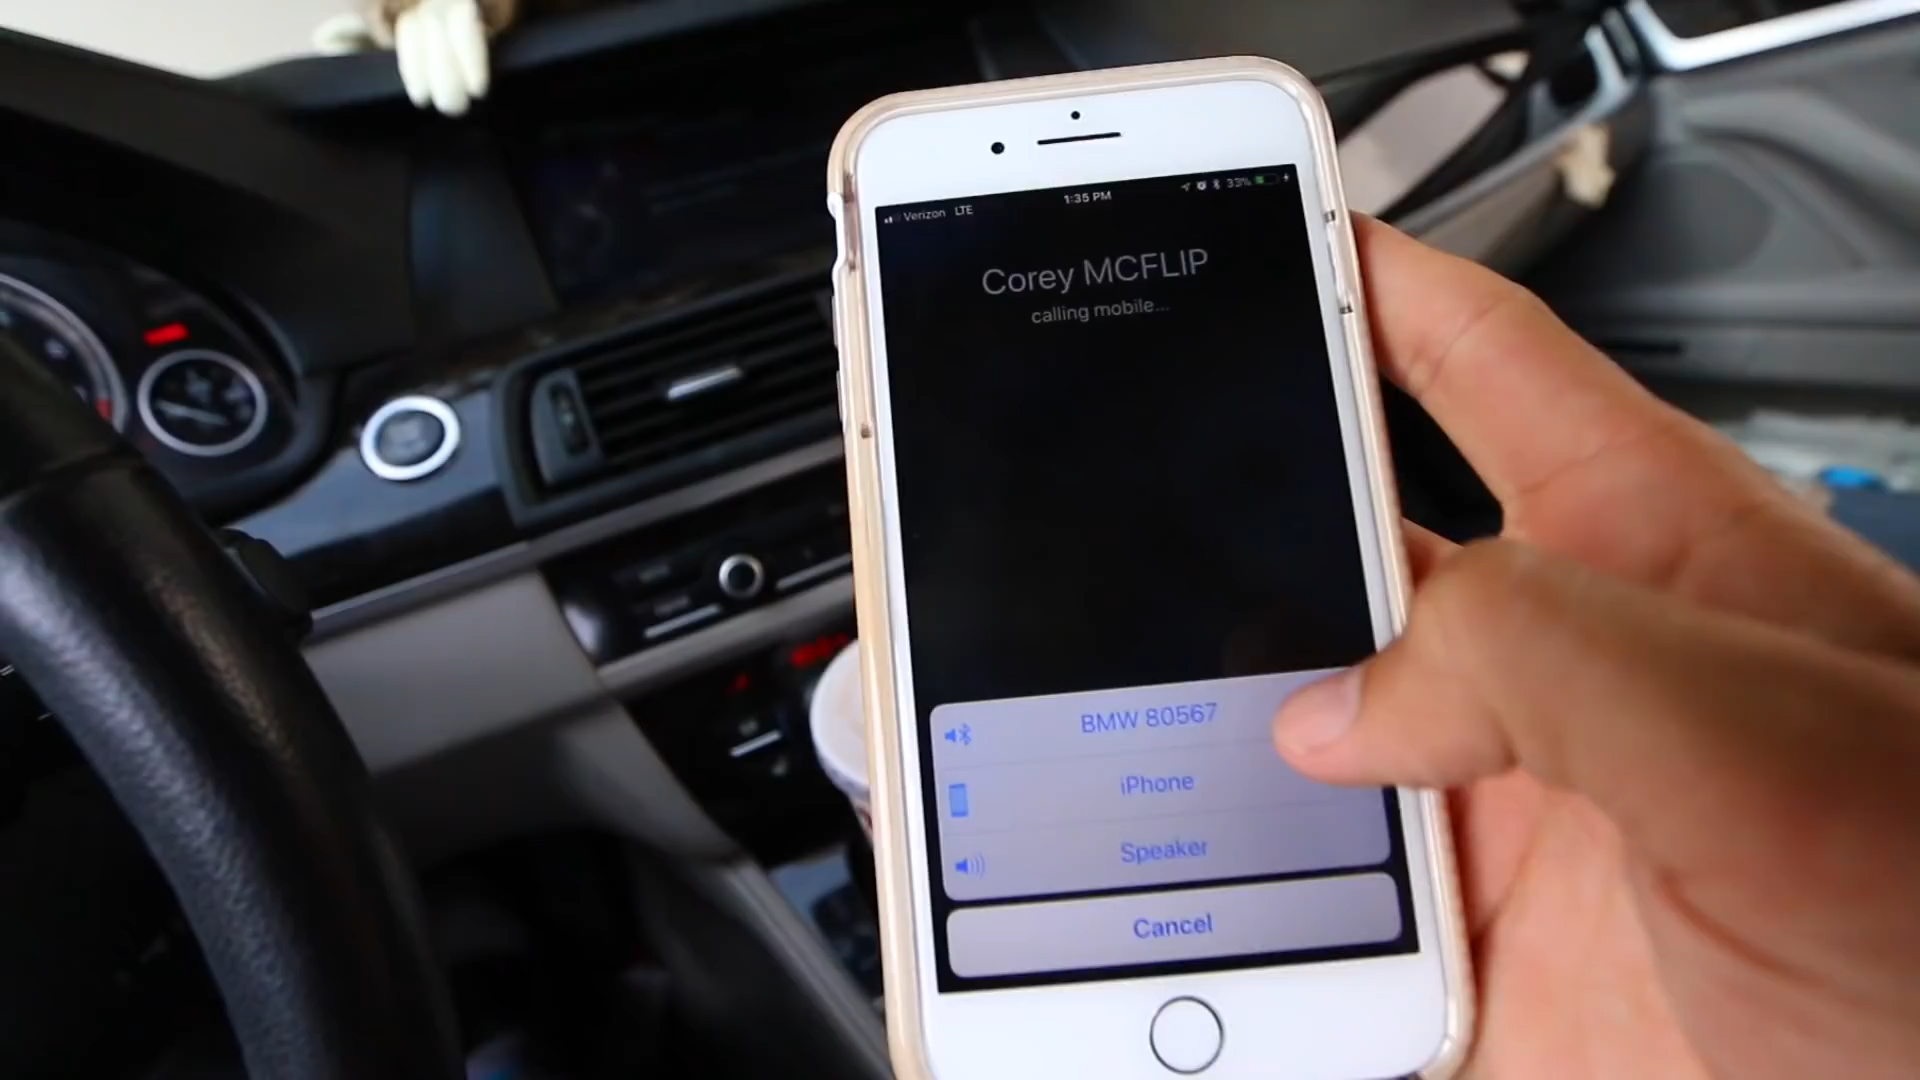 Verizon LTE 1:35 PM 33%
Corey MCFLIP
calling mobile...
BMW 80567
iPhone
Speaker
Cancel